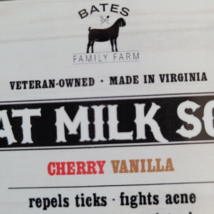 BATES
FAMILY FARM
VETERAN-OWNED · MADE IN VIRGINIA
AT MILK SO
CHERRY VANILLA
repels ticks · fights acne